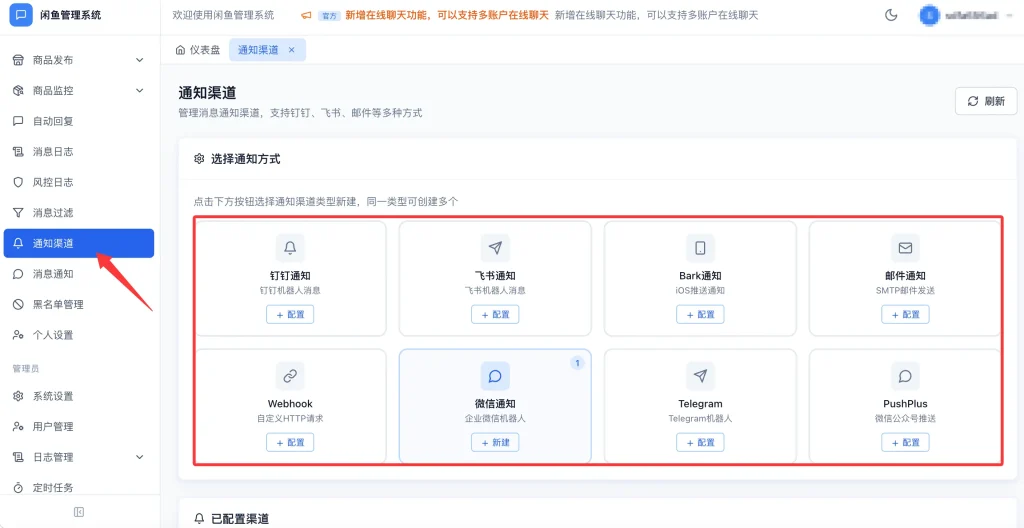 闲鱼管理系统
欢迎使用闲鱼管理系统
官方 新增在线聊天功能，可以支持多账户在线聊天 新增在线聊天功能，可以支持多账户在线聊天
商品发布
商品监控
自动回复
消息日志
风控日志
消息过滤
通知渠道
消息通知
黑名单管理
个人设置
管理员
系统设置
用户管理
日志管理
定时任务
仪表盘 通知渠道 ×
通知渠道
管理消息通知渠道，支持钉钉、飞书、邮件等多种方式
刷新
选择通知方式
点击下方按钮选择通知渠道类型新建，同一类型可创建多个
钉钉通知
钉钉机器人消息
+ 配置
飞书通知
飞书机器人消息
+ 配置
Bark通知
iOS推送通知
+ 配置
邮件通知
SMTP邮件发送
+ 配置
Webhook
自定义HTTP请求
+ 配置
1
微信通知
企业微信机器人
+ 新建
Telegram
Telegram机器人
+ 配置
PushPlus
微信公众号推送
+ 配置
已配置渠道